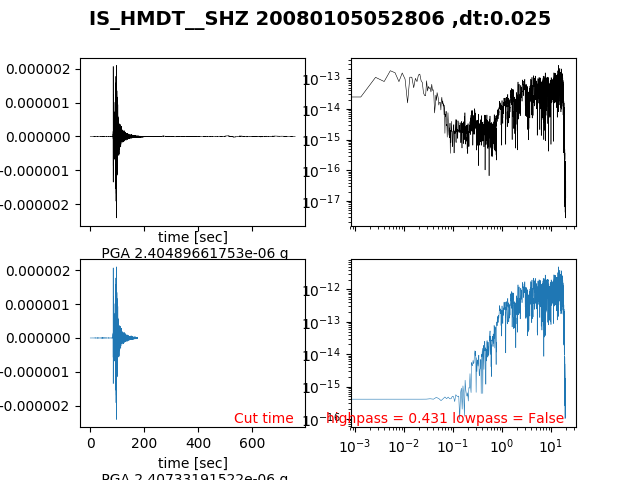 IS_HMDT__SHZ 20080105052806 ,dt:0.025
0.000002
0.000001
0.000000
-0.000001
-0.000002
time [sec]
PGA 2.40489661753e-06 g
10⁻¹³
10⁻¹⁴
10⁻¹⁵
10⁻¹⁶
10⁻¹⁷
0.000002
0.000001
0.000000
-0.000001
-0.000002
Cut time
0 200 400 600
time [sec]
PGA 2.40733191522e-06 g
10⁻¹²
10⁻¹³
10⁻¹⁴
10⁻¹⁵
10⁻¹⁶
highpass = 0.431 lowpass = False
10⁻³ 10⁻² 10⁻¹ 10⁰ 10¹